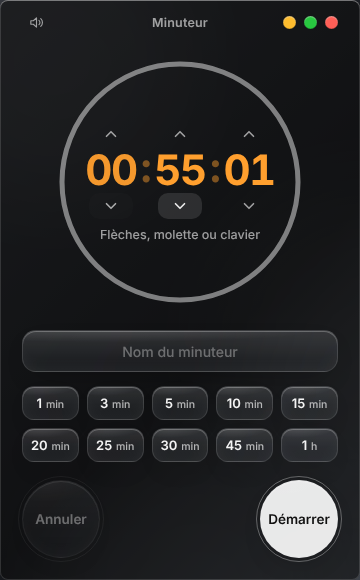 Minuteur
00:55:01
Flèches, molette ou clavier
Nom du minuteur
1 min 3 min 5 min 10 min 15 min
20 min 25 min 30 min 45 min 1 h
Annuler Démarrer